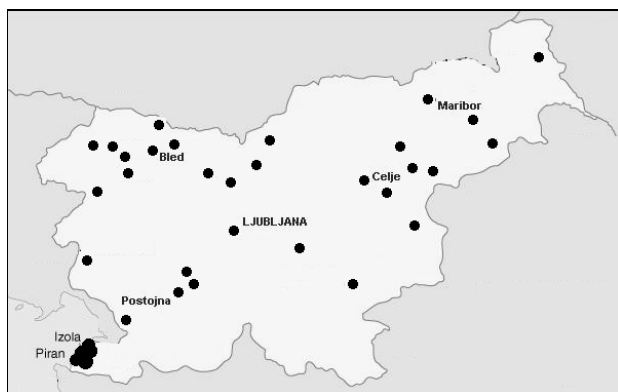 Maribor
Bled
Celje
LJUBLJANA
Postojna
Izola
Piran